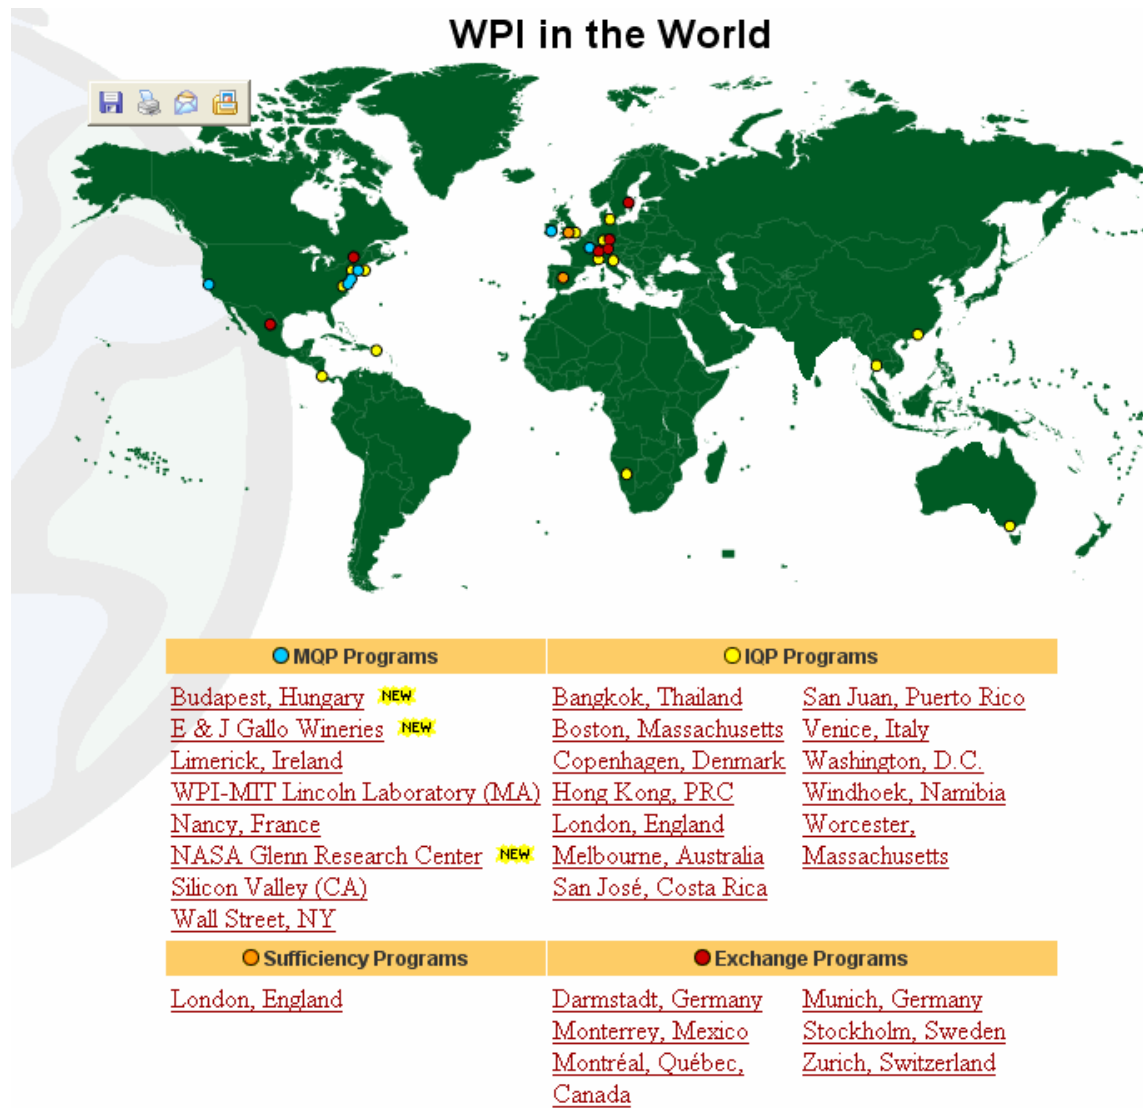 WPI in the World
MQP Programs
IQP Programs
Budapest, Hungary NEW
E & J Gallo Wineries NEW
Limerick, Ireland
WPI-MIT Lincoln Laboratory (MA)
Nancy, France
NASA Glenn Research Center NEW
Silicon Valley (CA)
Wall Street, NY
Bangkok, Thailand
Boston, Massachusetts
Copenhagen, Denmark
Hong Kong, PRC
London, England
Melbourne, Australia
San José, Costa Rica
San Juan, Puerto Rico
Venice, Italy
Washington, D.C.
Windhoek, Namibia
Worcester,
Massachusetts
Sufficiency Programs
Exchange Programs
London, England
Darmstadt, Germany
Monterrey, Mexico
Montréal, Québec,
Canada
Munich, Germany
Stockholm, Sweden
Zurich, Switzerland